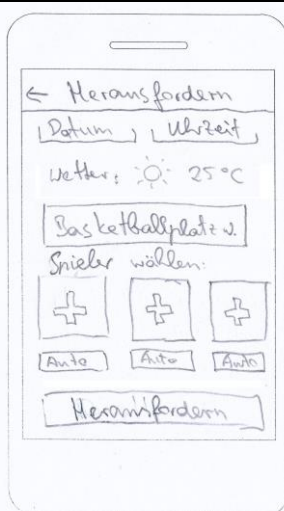 ← Herausfordern
Datum Uhrzeit
Wetter: 25 °C
Basketballplatz w.
Spieler wählen:
Auto Auto Auto
Herausfordern